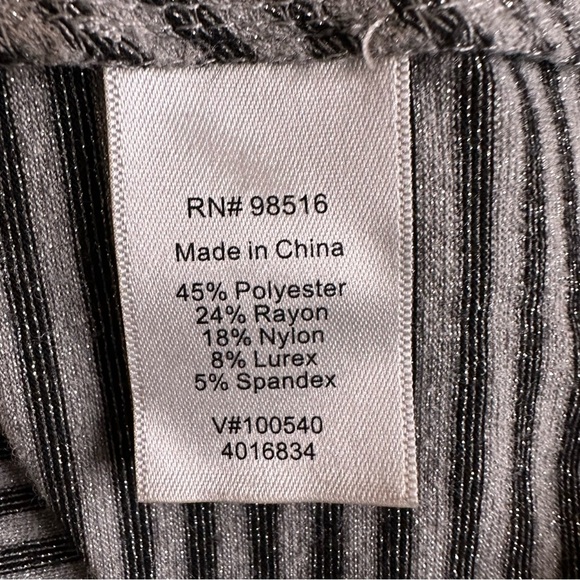 RN# 98516
Made in China
45% Polyester
24% Rayon
18% Nylon
8% Lurex
5% Spandex
V#100540
4016834